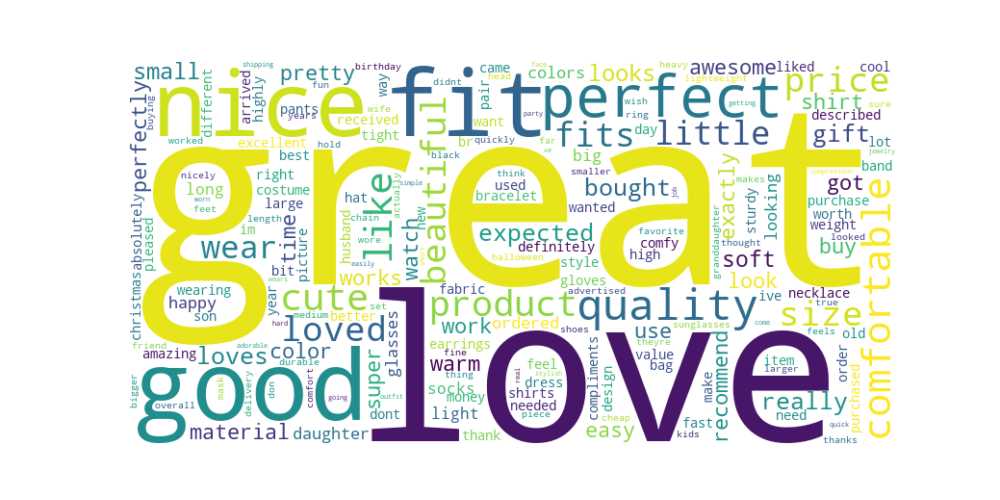 great
love
good
nice
fit
perfect
quality
product
comfortable
beautiful
like
little
fits
price
size
cute
loved
wear
small
pretty
looks
awesome
liked
cool
shirt
gift
described
colors
came
pair
want
way
birthday
fun
pants
years
received
tight
wife
head
didnt
heavy
lightweight
wish
ring
day
getting
sure
shipping
face
party
buying
perfectly
absolutely
christmas
pleased
different
arrived
highly
worked
excellent
hold
best
black
br
quickly
far
ve
big
smaller
lot
band
jewelry
compression
nicely
long
worn
feet
right
costume
large
length
im
hat
chain
wore
husband
picture
time
bit
year
watch
new
actually
simple
think
used
bracelet
wanted
bought
job
exactly
makes
sturdy
looking
got
purchase
worth
weight
looked
buy
expected
definitely
comfy
favorite
high
halloween
style
gloves
granddaughter
thought
soft
look
necklace
true
ive
wearing
happy
son
works
set
medium
better
hard
easily
short
wears
fabric
advertised
work
ordered
shoes
use
sunglasses
theyre
come
feels
old
friend
amazing
loves
color
adorable
durable
super
glasses
earrings
fine
warm
thing
feel
stylish
dress
real
value
bag
recommend
item
larger
order
bigger
overall
mask
delivery
don
comfort
going
outfit
dont
socks
money
light
shirts
needed
piece
compliments
design
cheap
make
easy
fast
kids
really
need
purchased
quick
thanks
material
daughter
thank